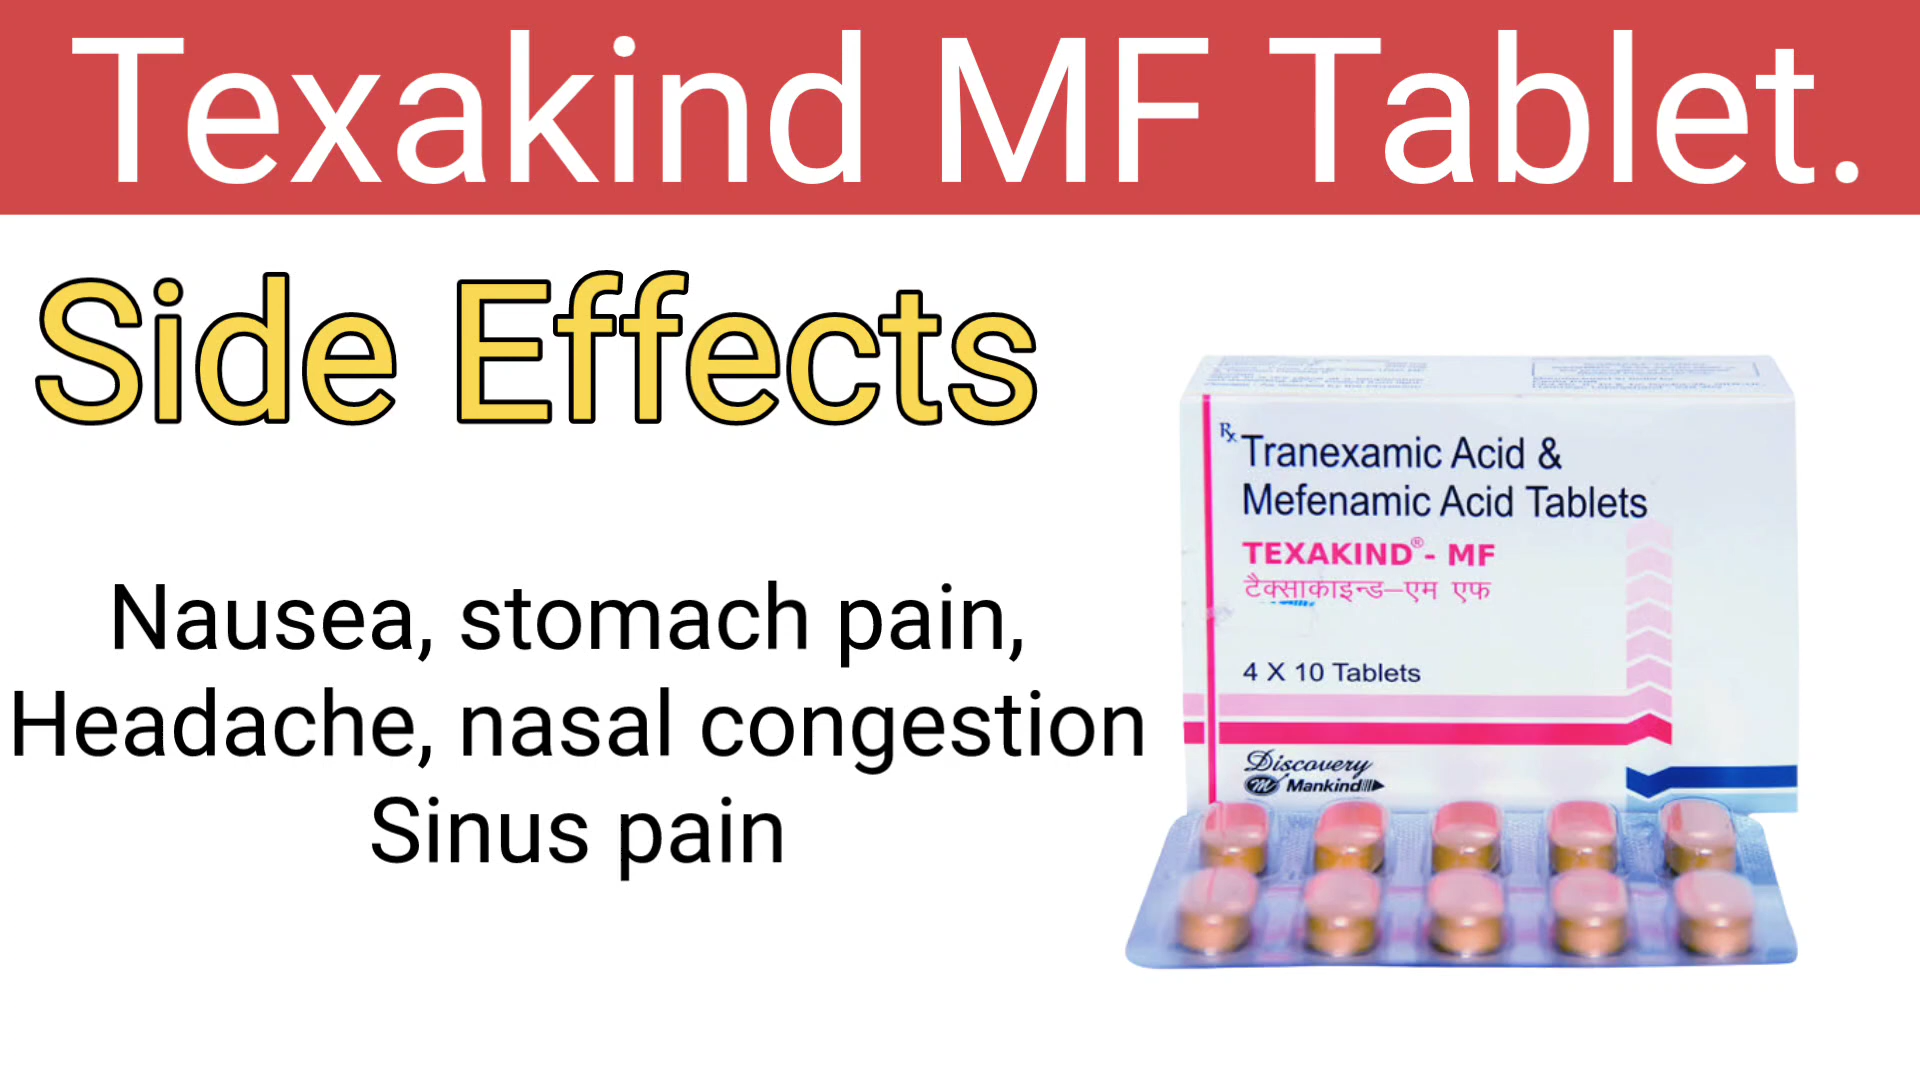 Texakind MF Tablet.
Side Effects
Nausea, stomach pain,
Headache, nasal congestion
Sinus pain
Rx Tranexamic Acid &
Mefenamic Acid Tablets
TEXAKIND®- MF
टैक्साकाइन्ड–एम एफ
4 X 10 Tablets
Discovery
M Mankind